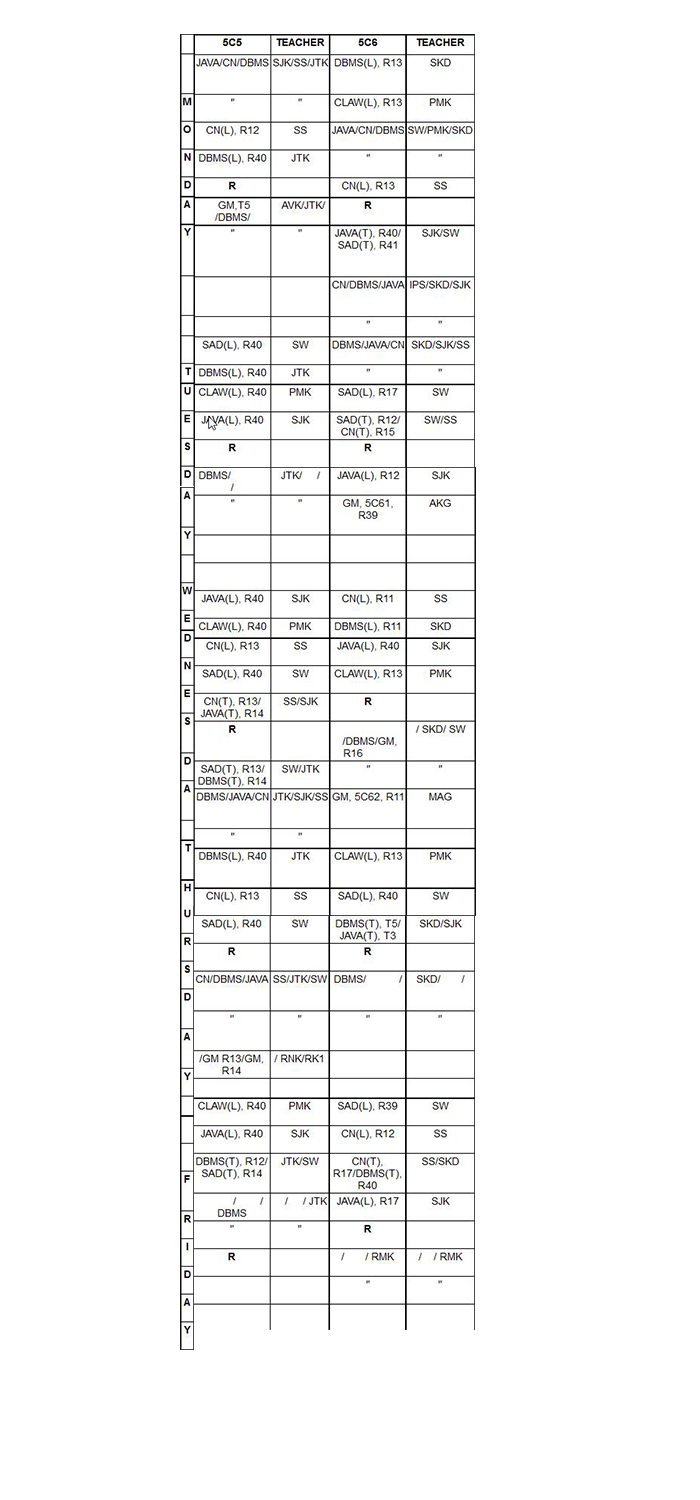 5C5 TEACHER 5C6 TEACHER
JAVA/CN/DBMS SJK/SS/JTK DBMS(L), R13 SKD
M " " CLAW(L), R13 PMK
O CN(L), R12 SS JAVA/CN/DBMS SW/PMK/SKD
N DBMS(L), R40 JTK " "
D R CN(L), R13 SS
A GM,T5 AVK/JTK/ R
/DBMS/
Y " " JAVA(T), R40/ SJK/SW
SAD(T), R41
CN/DBMS/JAVA IPS/SKD/SJK
" "
SAD(L), R40 SW DBMS/JAVA/CN SKD/SJK/SS
T DBMS(L), R40 JTK " "
U CLAW(L), R40 PMK SAD(L), R17 SW
E JAVA(L), R40 SJK SAD(T), R12/ SW/SS
CN(T), R15
S R R
D DBMS/ JTK/ / JAVA(L), R12 SJK
/
A " " GM, 5C61, AKG
R39
Y
W JAVA(L), R40 SJK CN(L), R11 SS
E CLAW(L), R40 PMK DBMS(L), R11 SKD
D CN(L), R13 SS JAVA(L), R40 SJK
N SAD(L), R40 SW CLAW(L), R13 PMK
E CN(T), R13/ SS/SJK R
JAVA(T), R14
S R / SKD/ SW
/DBMS/GM,
R16
D SAD(T), R13/ SW/JTK " "
DBMS(T), R14
A DBMS/JAVA/CN JTK/SJK/SS GM, 5C62, R11 MAG
" "
T DBMS(L), R40 JTK CLAW(L), R13 PMK
H CN(L), R13 SS SAD(L), R40 SW
U SAD(L), R40 SW DBMS(T), T5/ SKD/SJK
JAVA(T), T3
R R R
S CN/DBMS/JAVA SS/JTK/SW DBMS/ / SKD/ /
D " " " "
A /GM R13/GM, / RNK/RK1
R14
Y
CLAW(L), R40 PMK SAD(L), R39 SW
JAVA(L), R40 SJK CN(L), R12 SS
F DBMS(T), R12/ JTK/SW CN(T), SS/SKD
SAD(T), R14 R17/DBMS(T),
R40
/ / / / JTK JAVA(L), R17 SJK
DBMS
R " " R
I R / / RMK / / RMK
D " "
A
Y